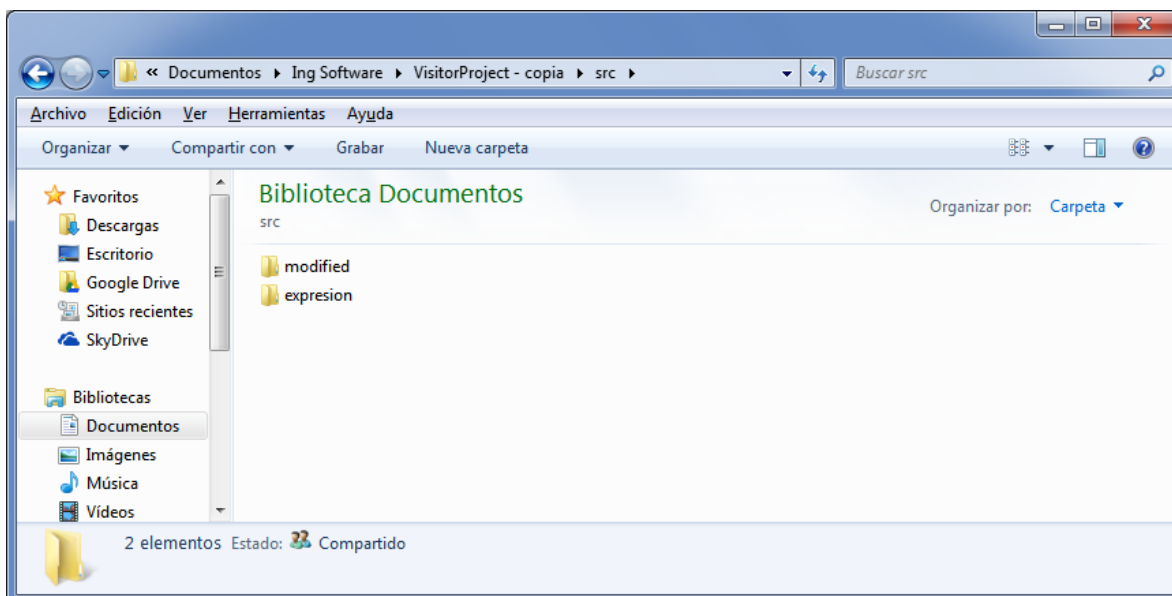 « Documentos ▸ Ing Software ▸ VisitorProject - copia ▸ src ▸
Buscar src
Archivo Edición Ver Herramientas Ayuda
Organizar Compartir con Grabar Nueva carpeta
Favoritos
Descargas
Escritorio
Google Drive
Sitios recientes
SkyDrive
Bibliotecas
Documentos
Imágenes
Música
Vídeos
Biblioteca Documentos
src
Organizar por: Carpeta
modified
expresion
2 elementos Estado: Compartido